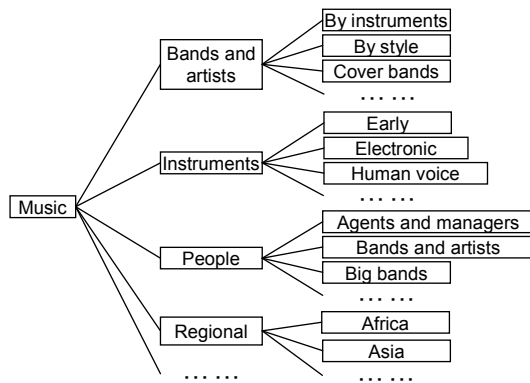 Music
Bands and
artists
By instruments
By style
Cover bands
... ...
Instruments
Early
Electronic
Human voice
... ...
People
Agents and managers
Bands and artists
Big bands
... ...
Regional
Africa
Asia
... ...
... ...